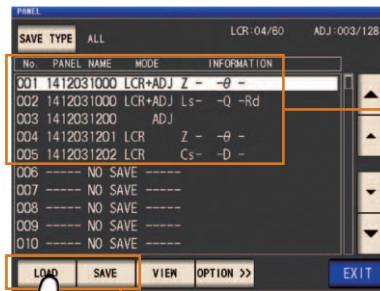 PANEL
SAVE TYPE ALL LCR:04/60 ADJ:003/128
No. PANEL NAME MODE INFORMATION
001 1412031000 LCR+ADJ Z - -θ -
002 1412031000 LCR+ADJ Ls- -Q -Rd
003 1412031200 ADJ
004 1412031201 LCR Z - -θ -
005 1412031202 LCR Cs- -D -
006 ----- NO SAVE -----
007 ----- NO SAVE -----
008 ----- NO SAVE -----
009 ----- NO SAVE -----
010 ----- NO SAVE -----
LOAD SAVE VIEW OPTION >> EXIT